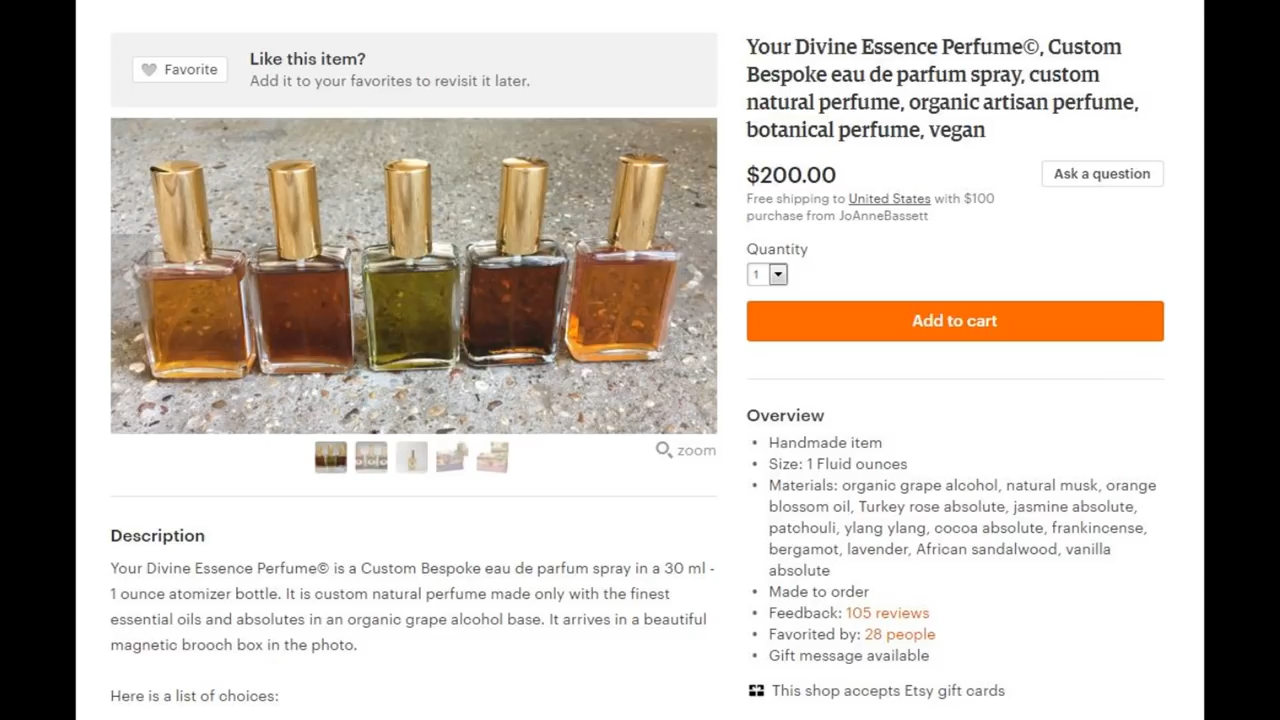 Favorite
Like this item?
Add it to your favorites to revisit it later.
zoom
Description
Your Divine Essence Perfume© is a Custom Bespoke eau de parfum spray in a 30 ml -
1 ounce atomizer bottle. It is custom natural perfume made only with the finest
essential oils and absolutes in an organic grape alcohol base. It arrives in a beautiful
magnetic brooch box in the photo.
Here is a list of choices:
Your Divine Essence Perfume©, Custom
Bespoke eau de parfum spray, custom
natural perfume, organic artisan perfume,
botanical perfume, vegan
$200.00
Ask a question
Free shipping to United States with $100
purchase from JoAnneBassett
Quantity
1
Add to cart
Overview
• Handmade item
• Size: 1 Fluid ounces
• Materials: organic grape alcohol, natural musk, orange
blossom oil, Turkey rose absolute, jasmine absolute,
patchouli, ylang ylang, cocoa absolute, frankincense,
bergamot, lavender, African sandalwood, vanilla
absolute
• Made to order
• Feedback: 105 reviews
• Favorited by: 28 people
• Gift message available
This shop accepts Etsy gift cards